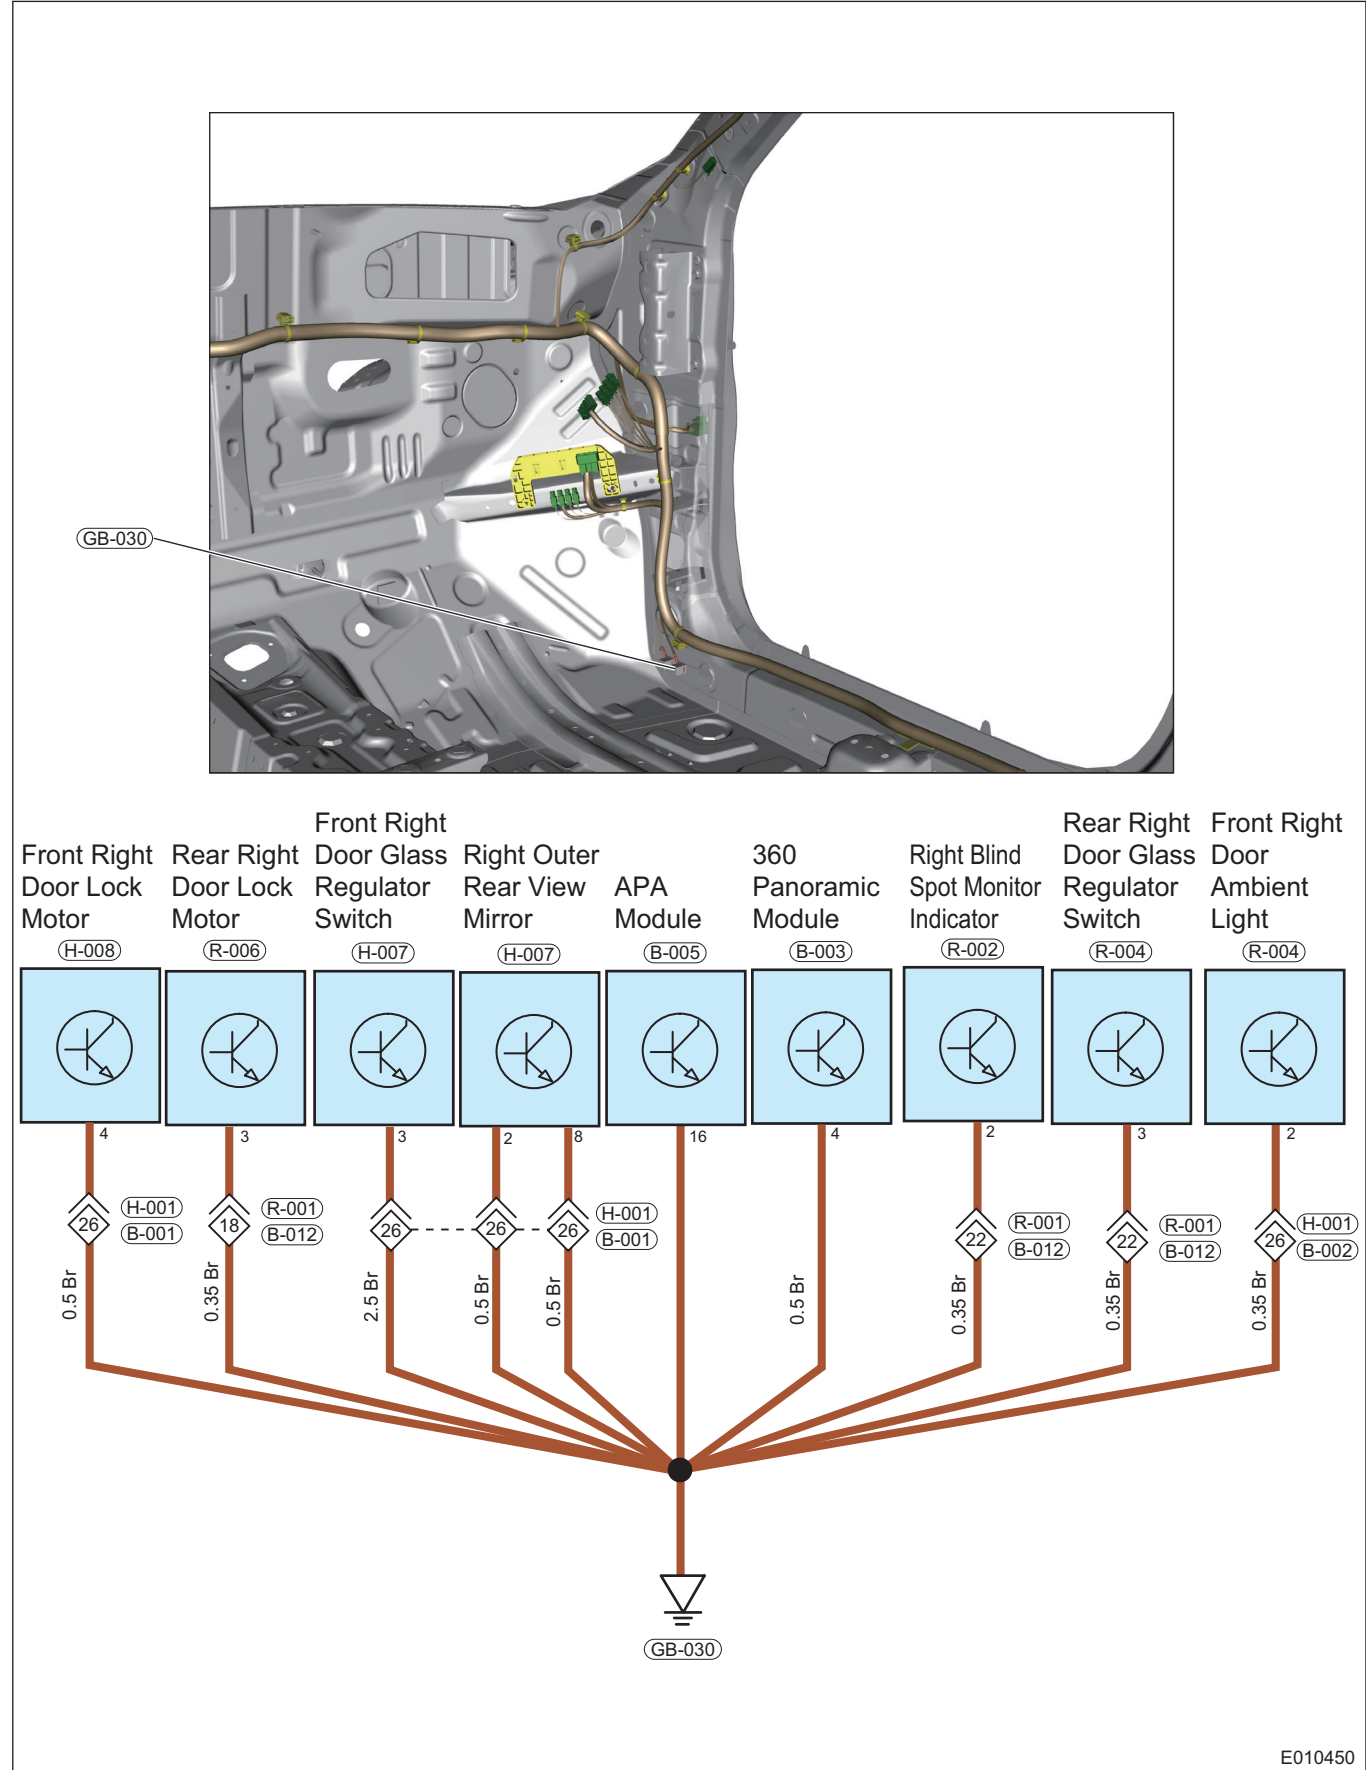 GB-030
Front Right
Door Lock
Motor
H-008
Rear Right
Door Lock
Motor
R-006
Front Right
Door Glass
Regulator
Switch
H-007
Right Outer
Rear View
Mirror
H-007
APA
Module
B-005
360
Panoramic
Module
B-003
Right Blind
Spot Monitor
Indicator
R-002
Rear Right
Door Glass
Regulator
Switch
R-004
Front Right
Door
Ambient
Light
R-004
4
3
3
2
8
16
4
2
3
2
26
H-001
B-001
18
R-001
B-012
26
26
26
H-001
B-001
22
R-001
B-012
22
R-001
B-012
26
H-001
B-002
0.5 Br
0.35 Br
2.5 Br
0.5 Br
0.5 Br
0.5 Br
0.35 Br
0.35 Br
0.35 Br
GB-030
E010450